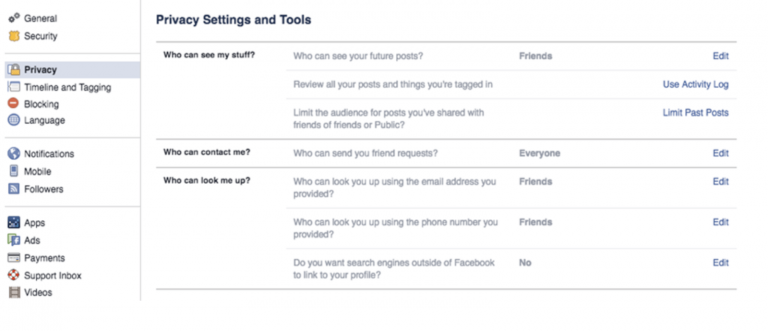 General
Security
Privacy
Timeline and Tagging
Blocking
Language
Notifications
Mobile
Followers
Apps
Ads
Payments
Support Inbox
Videos
Privacy Settings and Tools
Who can see my stuff? Who can see your future posts? Friends Edit
Review all your posts and things you're tagged in Use Activity Log
Limit the audience for posts you've shared with Limit Past Posts
friends of friends or Public?
Who can contact me? Who can send you friend requests? Everyone Edit
Who can look me up? Who can look you up using the email address you Friends Edit
provided?
Who can look you up using the phone number you Friends Edit
provided?
Do you want search engines outside of Facebook No Edit
to link to your profile?